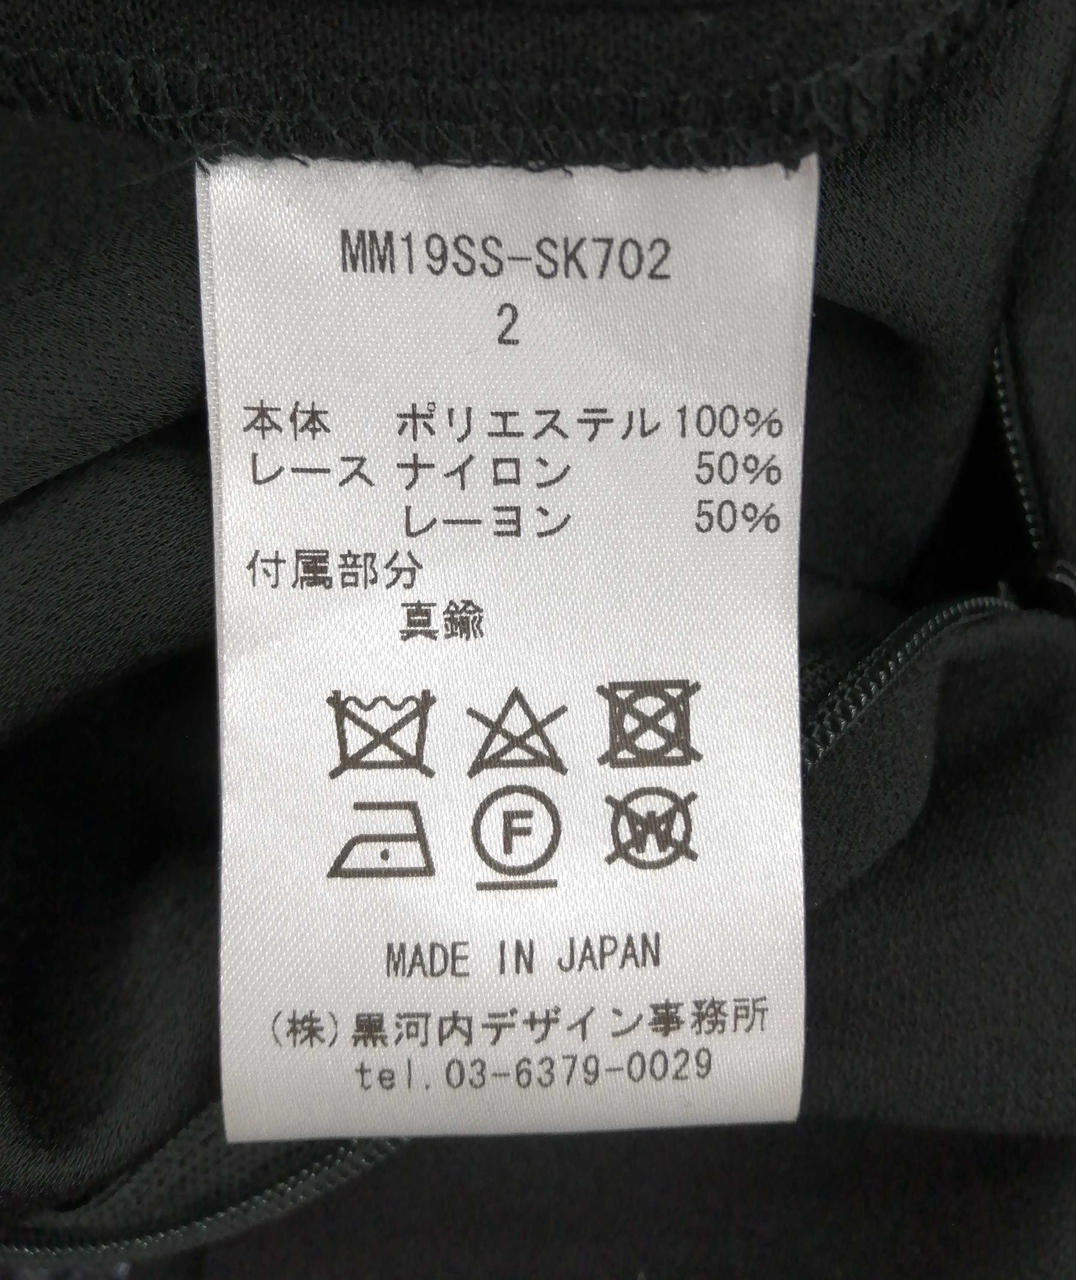 MM19SS-SK702
2
本体 ポリエステル 100%
レース ナイロン 50%
レーヨン 50%
付属部分
真鍮
F
W
MADE IN JAPAN
(株)黒河内デザイン事務所
tel.03-6379-0029